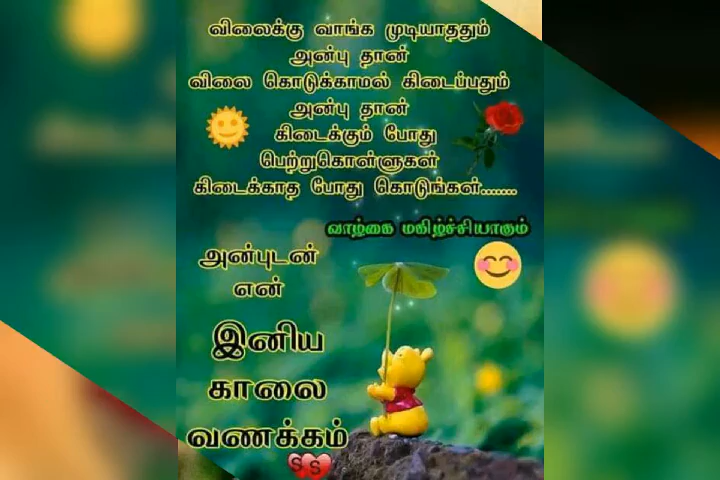 விலைக்கு வாங்க முடியாததும்
அன்பு தான்
விலை கொடுக்காமல் கிடைப்பதும்
அன்பு தான்
கிடைக்கும் போது
பெற்றுகொள்ளுகள்
கிடைக்காத போது கொடுங்கள்.......
வாழ்கை மகிழ்ச்சியாகும்
அன்புடன்
என்
இனிய
காலை
வணக்கம்
S S